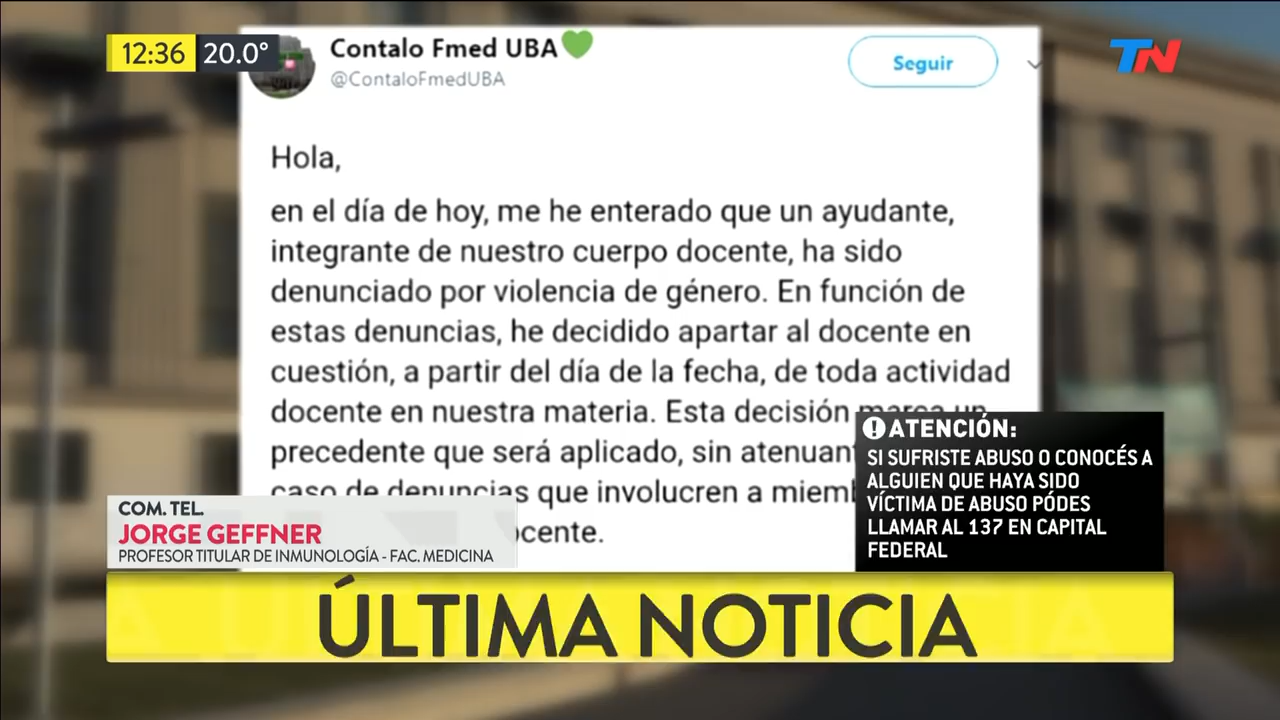 12:36 20.0°
TN
Contalo Fmed UBA
@ContaloFmedUBA
Seguir
Hola,
en el día de hoy, me he enterado que un ayudante,
integrante de nuestro cuerpo docente, ha sido
denunciado por violencia de género. En función de
estas denuncias, he decidido apartar al docente en
cuestión, a partir del día de la fecha, de toda actividad
docente en nuestra materia. Esta decisión marca un
precedente que será aplicado, sin
caso de denuncias que involucren a
ATENCIÓN:
SI SUFRISTE ABUSO O CONOCÉS A
ALGUIEN QUE HAYA SIDO
VÍCTIMA DE ABUSO PÓDES
LLAMAR AL 137 EN CAPITAL
FEDERAL
COM. TEL.
JORGE GEFFNER
PROFESOR TITULAR DE INMUNOLOGÍA - FAC. MEDICINA
ÚLTIMA NOTICIA